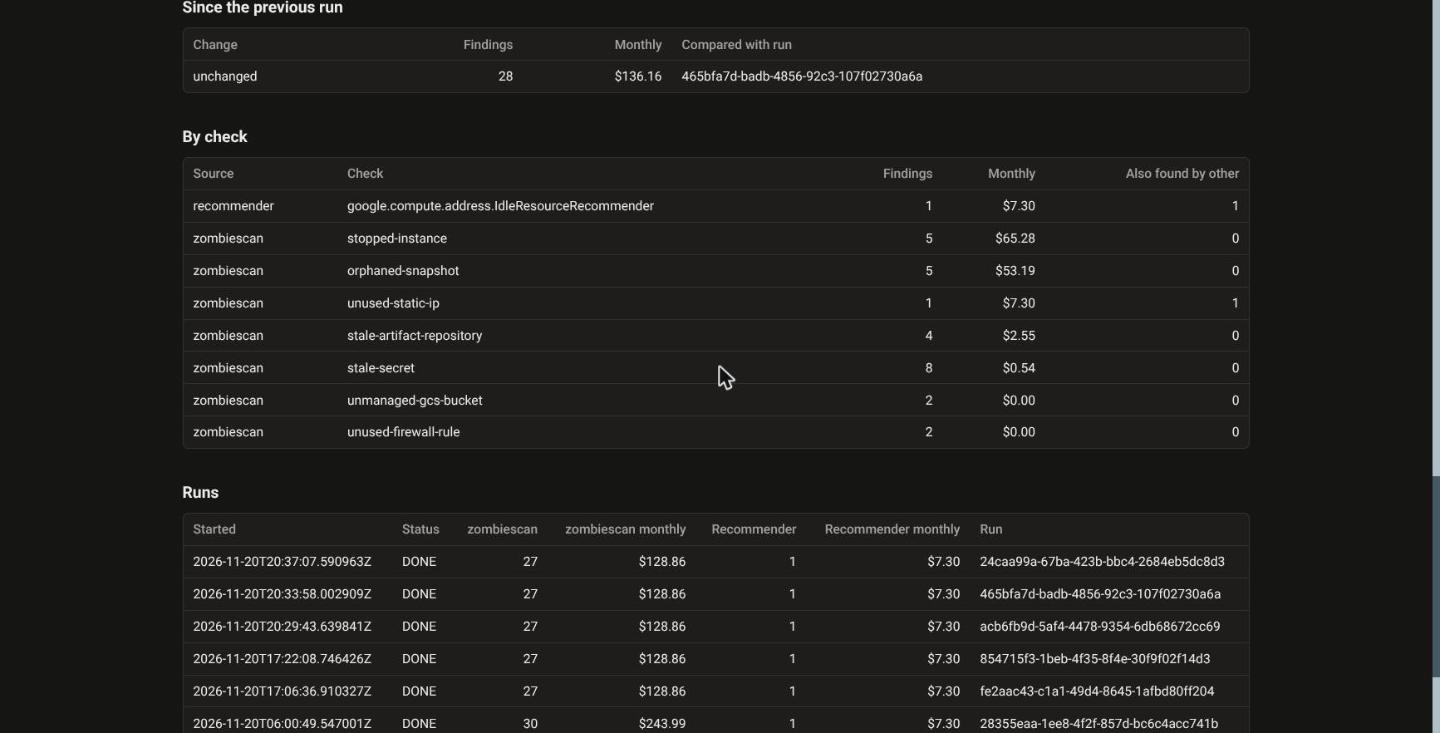 Since the previous run
Change Findings Monthly Compared with run
unchanged 28 $136.16 465bfa7d-badb-4856-92c3-107f02730a6a
By check
Source Check Findings Monthly Also found by other
recommender google.compute.address.IdleResourceRecommender 1 $7.30 1
zombiescan stopped-instance 5 $65.28 0
zombiescan orphaned-snapshot 5 $53.19 0
zombiescan unused-static-ip 1 $7.30 1
zombiescan stale-artifact-repository 4 $2.55 0
zombiescan stale-secret 8 $0.54 0
zombiescan unmanaged-gcs-bucket 2 $0.00 0
zombiescan unused-firewall-rule 2 $0.00 0
Runs
Started Status zombiescan zombiescan monthly Recommender Recommender monthly Run
2026-11-20T20:37:07.590963Z DONE 27 $128.86 1 $7.30 24caa99a-67ba-423b-bbc4-2684eb5dc8d3
2026-11-20T20:33:58.002909Z DONE 27 $128.86 1 $7.30 465bfa7d-badb-4856-92c3-107f02730a6a
2026-11-20T20:29:43.639841Z DONE 27 $128.86 1 $7.30 acb6fb9d-5af4-4478-9354-6db68672cc69
2026-11-20T17:22:08.746426Z DONE 27 $128.86 1 $7.30 854715f3-1beb-4f35-8f4e-30f9f02f14d3
2026-11-20T17:06:36.910327Z DONE 27 $128.86 1 $7.30 fe2aac43-c1a1-49d4-8645-1afbd80ff204
2026-11-20T06:00:49.547001Z DONE 30 $243.99 1 $7.30 28355eaa-1ee8-4f2f-857d-bc6c4acc741b